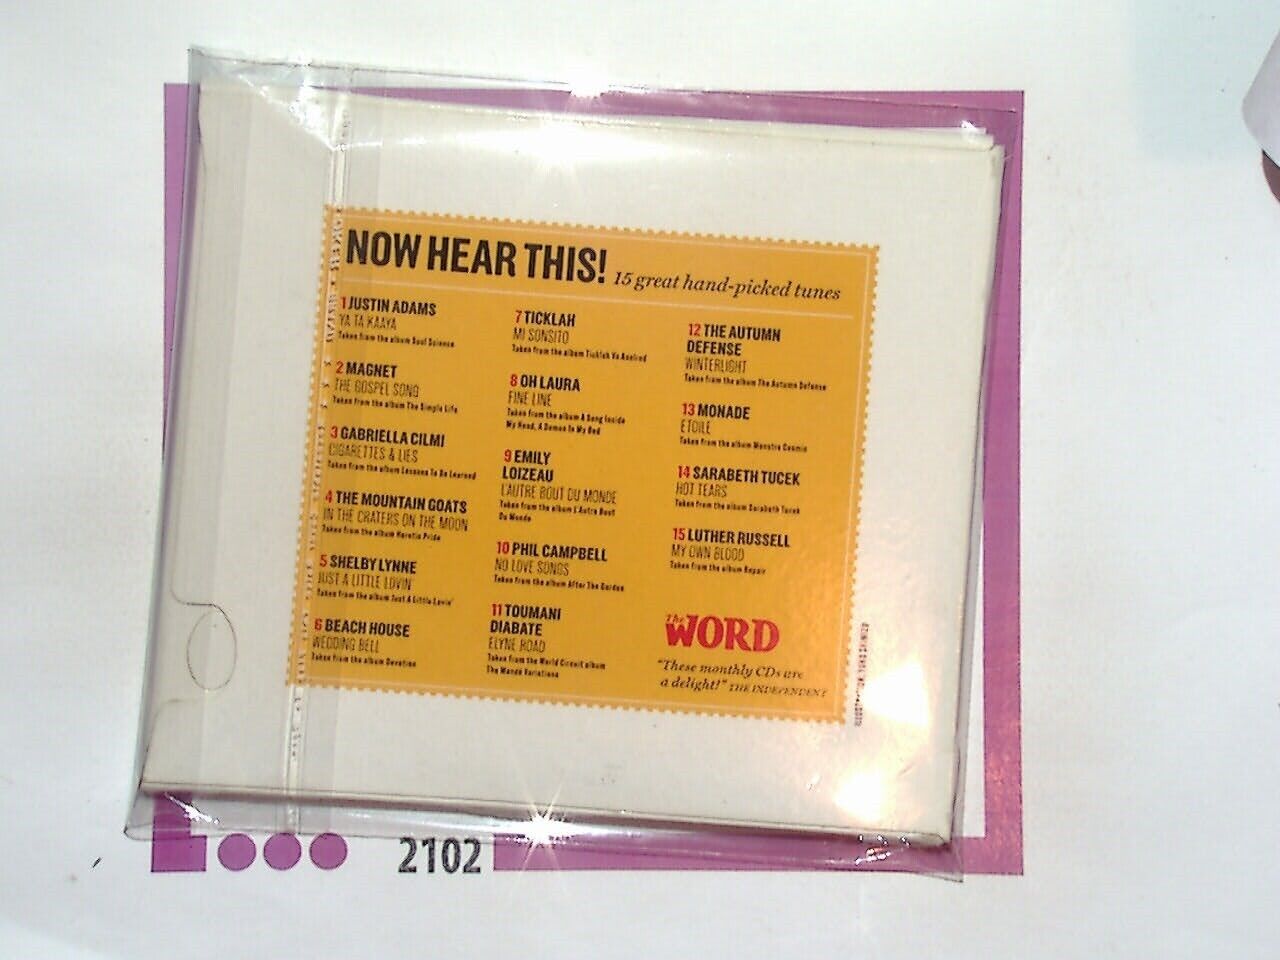 NOW HEAR THIS! 15 great hand-picked tunes
1 JUSTIN ADAMS
YA TA KAAYA
Taken from the album Soul Science
2 MAGNET
THE GOSPEL SONG
Taken from the album The Simple Life
3 GABRIELLA CILMI
CIGARETTES & LIES
Taken from the album Lessons To Be Learned
4 THE MOUNTAIN GOATS
IN THE CRATERS ON THE MOON
Taken from the album Heretic Pride
5 SHELBY LYNNE
JUST A LITTLE LOVIN'
Taken from the album Just A Little Lovin'
6 BEACH HOUSE
WEDDING BELL
Taken from the album Devotion
7 TICKLAH
MI SONSITO
Taken from the album Ticklah Vs Axelrod
8 OH LAURA
FINE LINE
Taken from the album A Song Inside
My Head, A Demon In My Bed
9 EMILY
LOIZEAU
L'AUTRE BOUT DU MONDE
Taken from the album L'Autre Bout
Du Monde
10 PHIL CAMPBELL
NO LOVE SONGS
Taken from the album After The Garden
11 TOUMANI
DIABATE
ELYNE ROAD
Taken from the World Circuit album
The Mandé Variations
12 THE AUTUMN
DEFENSE
WINTERLIGHT
Taken from the album The Autumn Defense
13 MONADE
ETOILE
Taken from the album Monstre Cosmic
14 SARABETH TUCEK
HOT TEARS
Taken from the album Sarabeth Tucek
15 LUTHER RUSSELL
MY OWN BLOOD
Taken from the album Repair
The WORD
"These monthly CDs are
a delight!" THE INDEPENDENT
2102